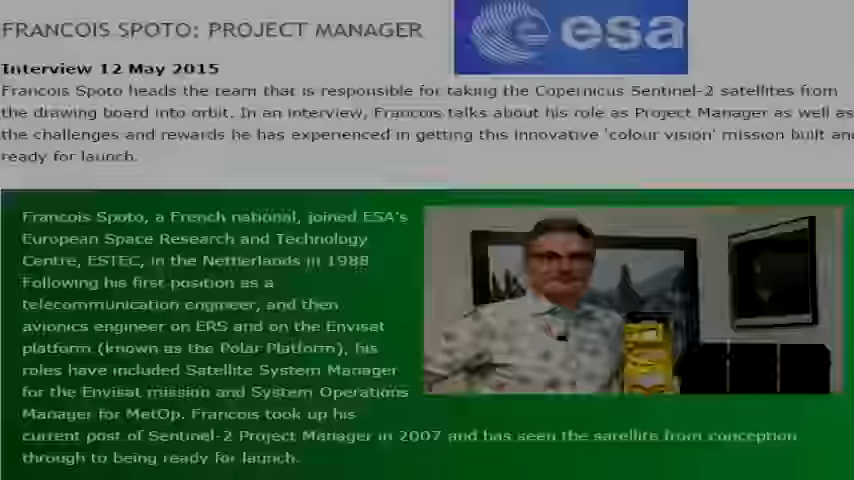 FRANCOIS SPOTO: PROJECT MANAGER
esa
Interview 12 May 2015
Francois Spoto heads the team that is responsible for taking the Copernicus Sentinel-2 satellites from
the drawing board into orbit. In an interview, Francois talks about his role as Project Manager as well as
the challenges and rewards he has experienced in getting this innovative 'colour vision' mission built and
ready for launch.
Francois Spoto, a French national, joined ESA's
European Space Research and Technology
Centre, ESTEC, in the Netherlands in 1988
Following his first position as a
telecommunication engineer, and then
avionics engineer on ERS and on the Envisat
platform (known as the Polar Platform), his
roles have included Satellite System Manager
for the Envisat mission and System Operations
Manager for MetOp. Francois took up his
current post of Sentinel-2 Project Manager in 2007 and has seen the satellite from conception
through to being ready for launch.